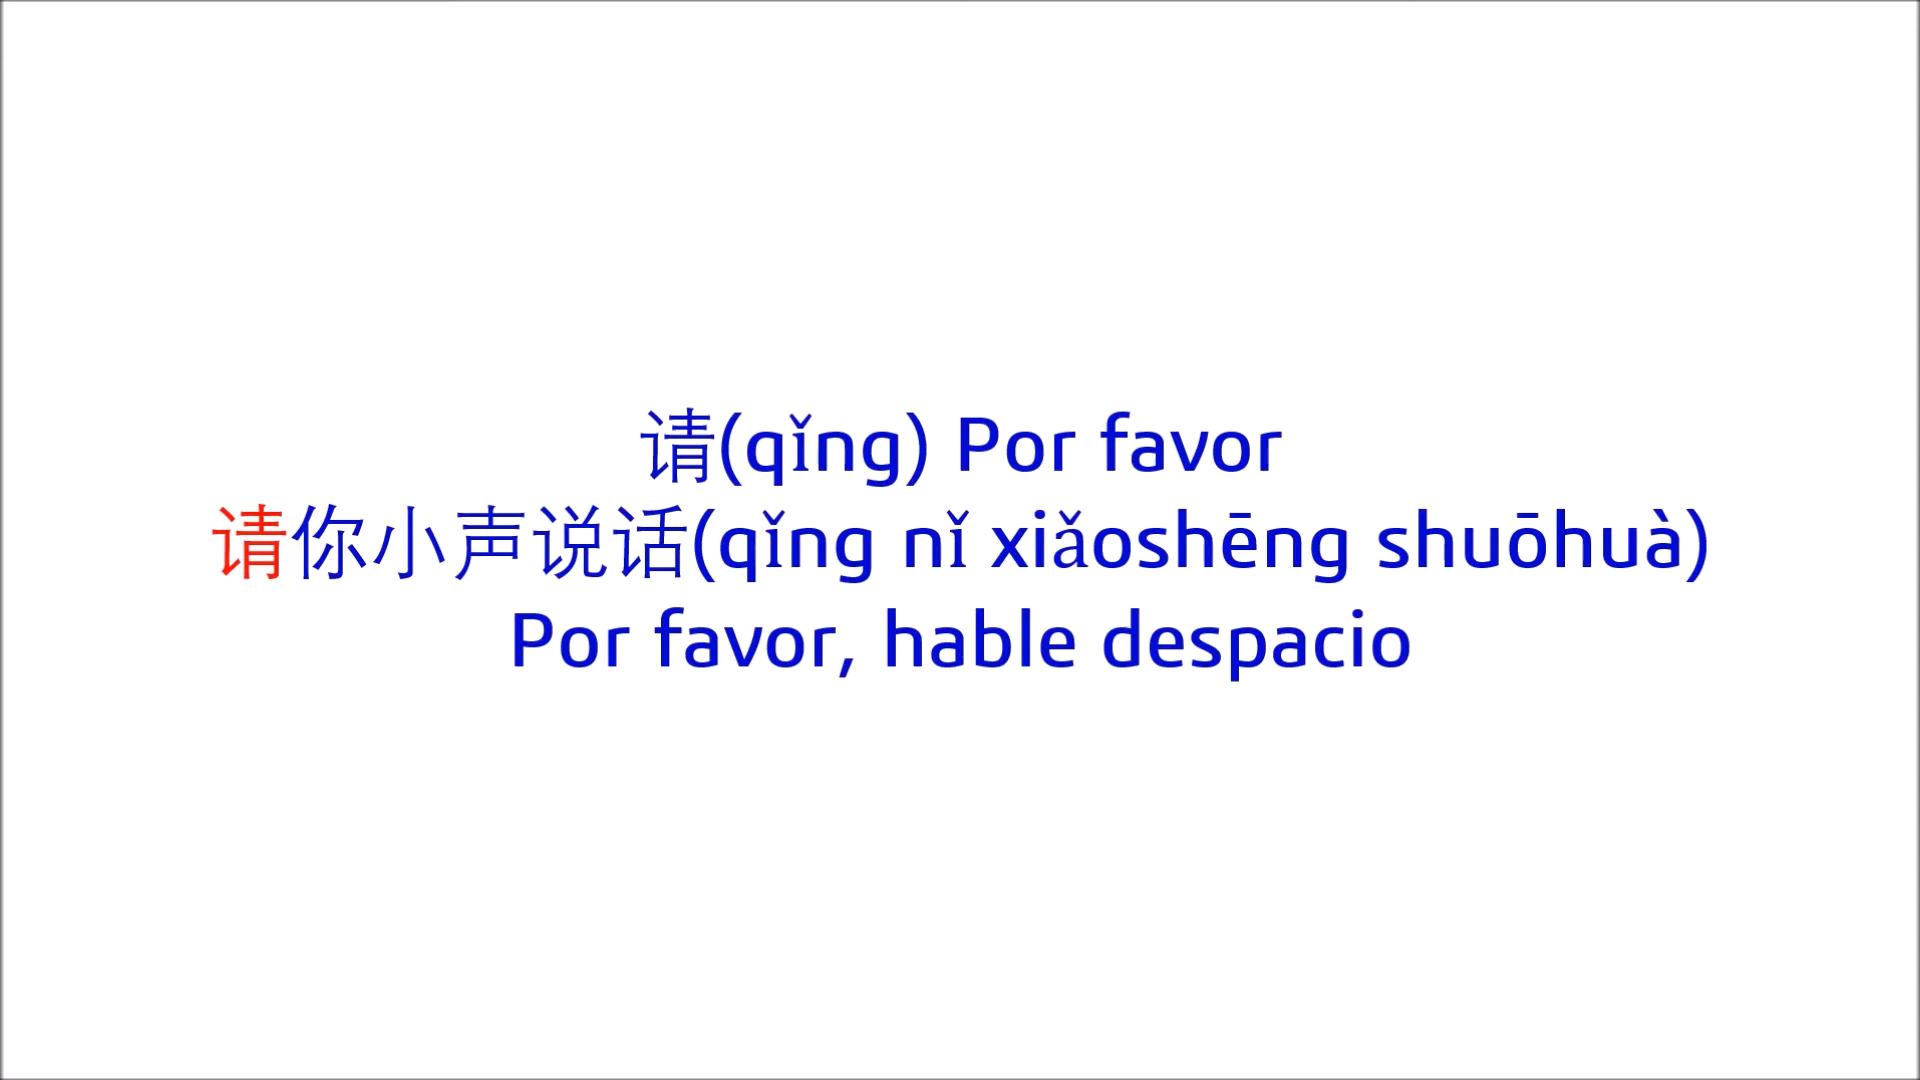 请(qǐng) Por favor
请你小声说话(qǐng nǐ xiǎoshēng shuōhuà)
Por favor, hable despacio